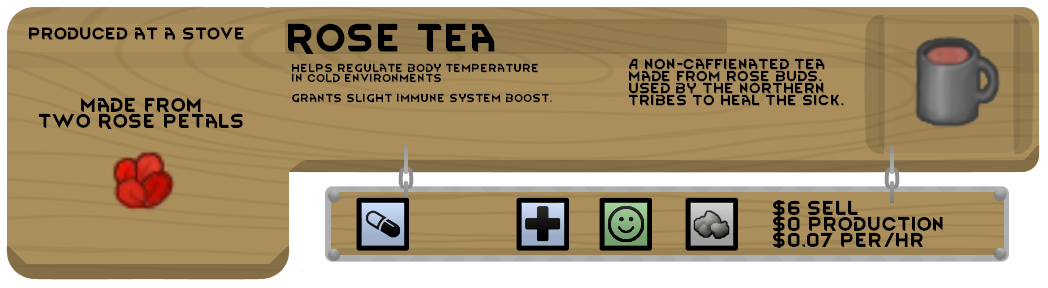 PRODUCED AT A STOVE
MADE FROM
TWO ROSE PETALS
ROSE TEA
HELPS REGULATE BODY TEMPERATURE
IN COLD ENVIRONMENTS
GRANTS SLIGHT IMMUNE SYSTEM BOOST.
A NON-CAFFIENATED TEA
MADE FROM ROSE BUDS.
USED BY THE NORTHERN
TRIBES TO HEAL THE SICK.
$6 SELL
$0 PRODUCTION
$0.07 PER/HR